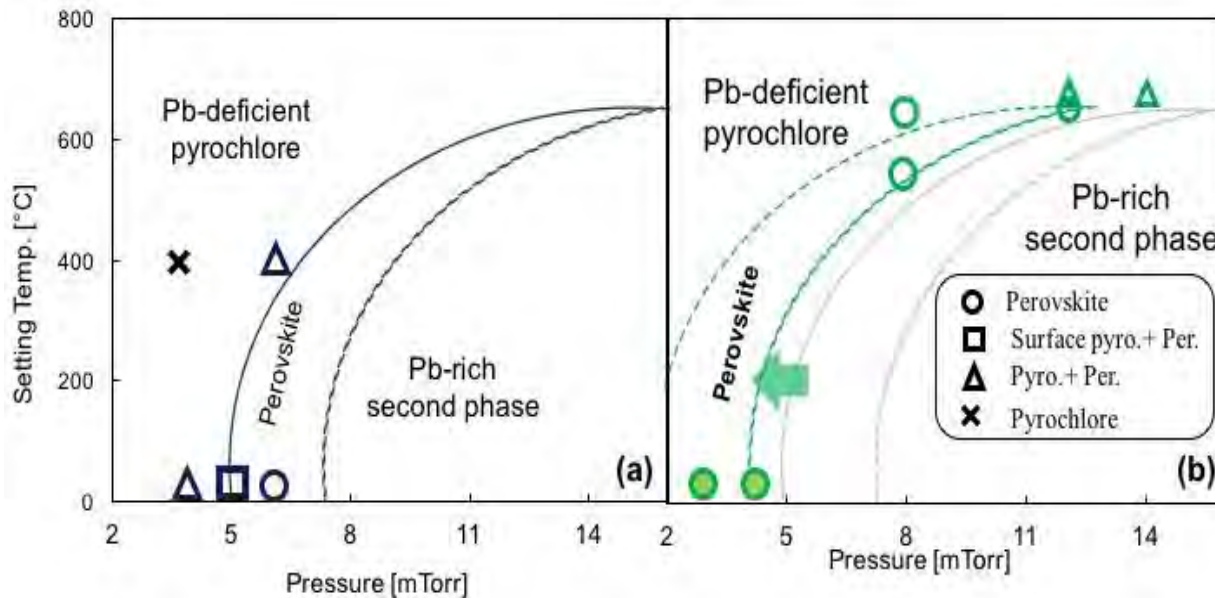 800
600
400
200
0
Setting Temp. [°C]
Pb-deficient
pyrochlore
Perovskite
Pb-rich
second phase
(a)
2
5
8
11
14
Pressure [mTorr]
Pb-deficient
pyrochlore
Perovskite
Pb-rich
second phase
Perovskite
Surface pyro.+ Per.
Pyro.+ Per.
Pyrochlore
(b)
2
5
8
11
14
Pressure [mTorr]